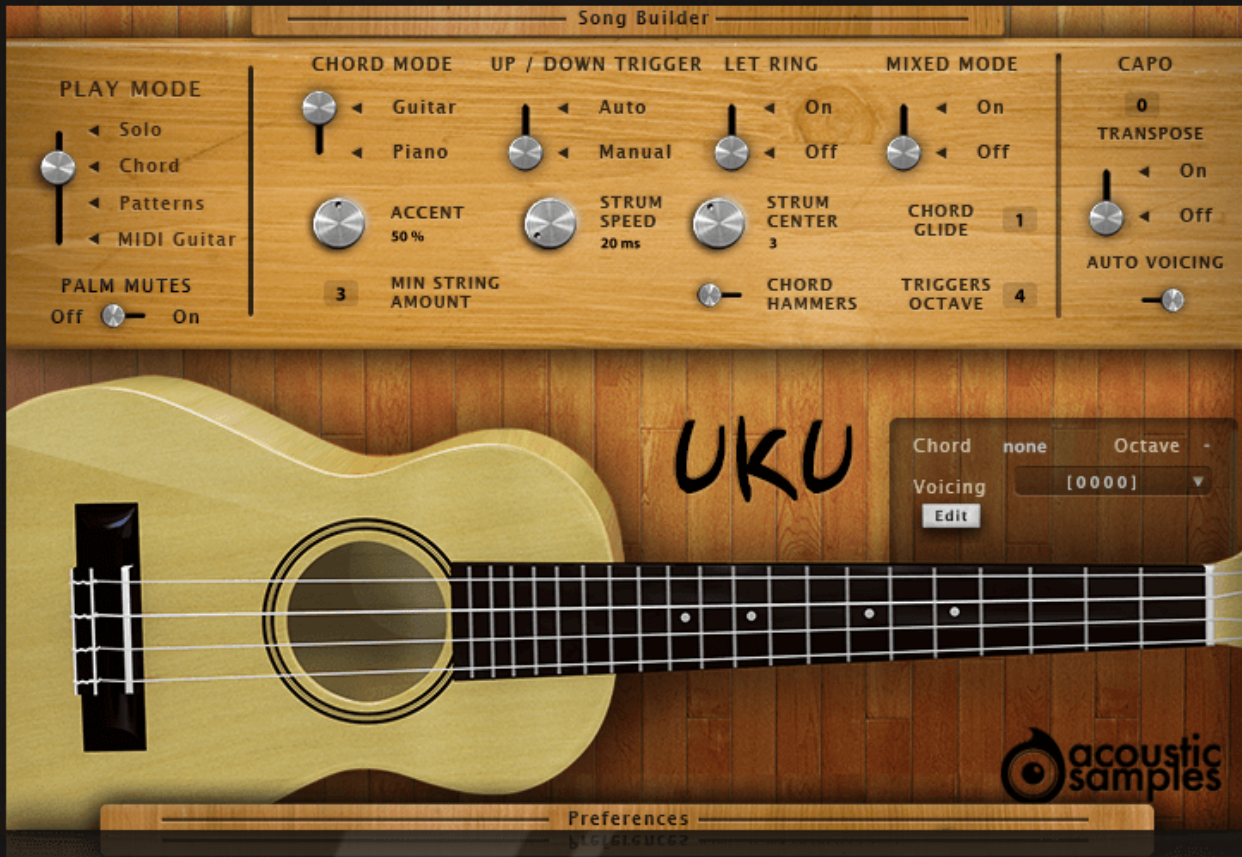 Song Builder
PLAY MODE
Solo
Chord
Patterns
MIDI Guitar
PALM MUTES
Off On
CHORD MODE
Guitar
Piano
UP / DOWN TRIGGER
Auto
Manual
LET RING
On
Off
MIXED MODE
On
Off
ACCENT
50 %
STRUM
SPEED
20 ms
STRUM
CENTER
3
CHORD
GLIDE
1
3
MIN STRING
AMOUNT
CHORD
HAMMERS
TRIGGERS
OCTAVE
4
CAPO
0
TRANSPOSE
On
Off
AUTO VOICING
UKU
Chord none Octave -
Voicing [0000]
Edit
acoustic
samples
Preferences